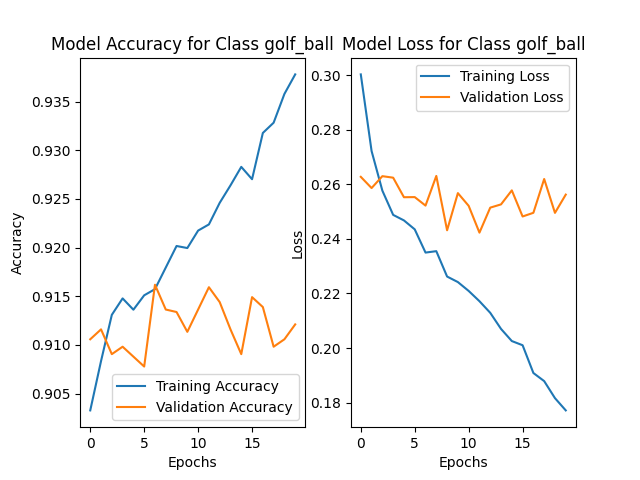 Model Accuracy for Class golf_ball
0.935
0.930
0.925
0.920
0.915
0.910
0.905
Accuracy
Training Accuracy
Validation Accuracy
0 5 10 15
Epochs
Model Loss for Class golf_ball
0.30
0.28
0.26
0.24
0.22
0.20
0.18
Loss
Training Loss
Validation Loss
0 5 10 15
Epochs